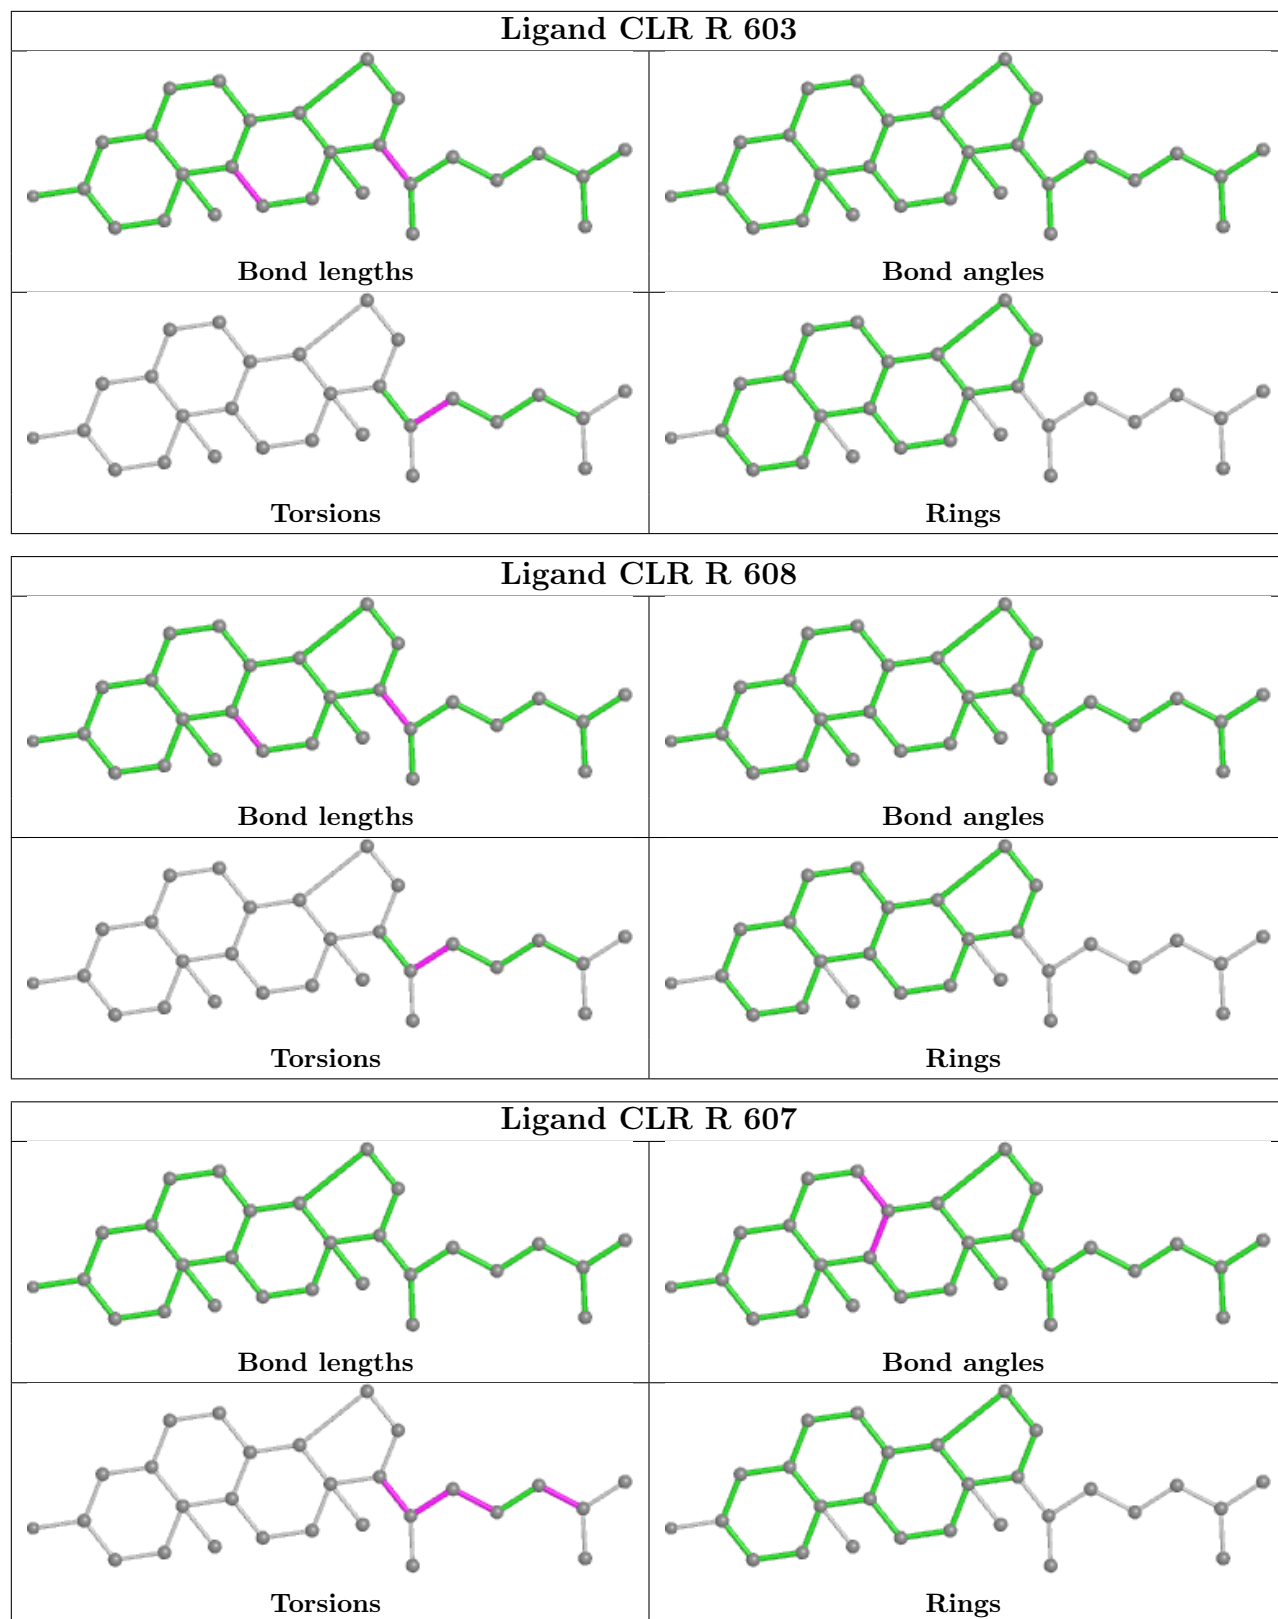 Ligand CLR R 603
Bond lengths
Bond angles
Torsions
Rings
Ligand CLR R 608
Bond lengths
Bond angles
Torsions
Rings
Ligand CLR R 607
Bond lengths
Bond angles
Torsions
Rings